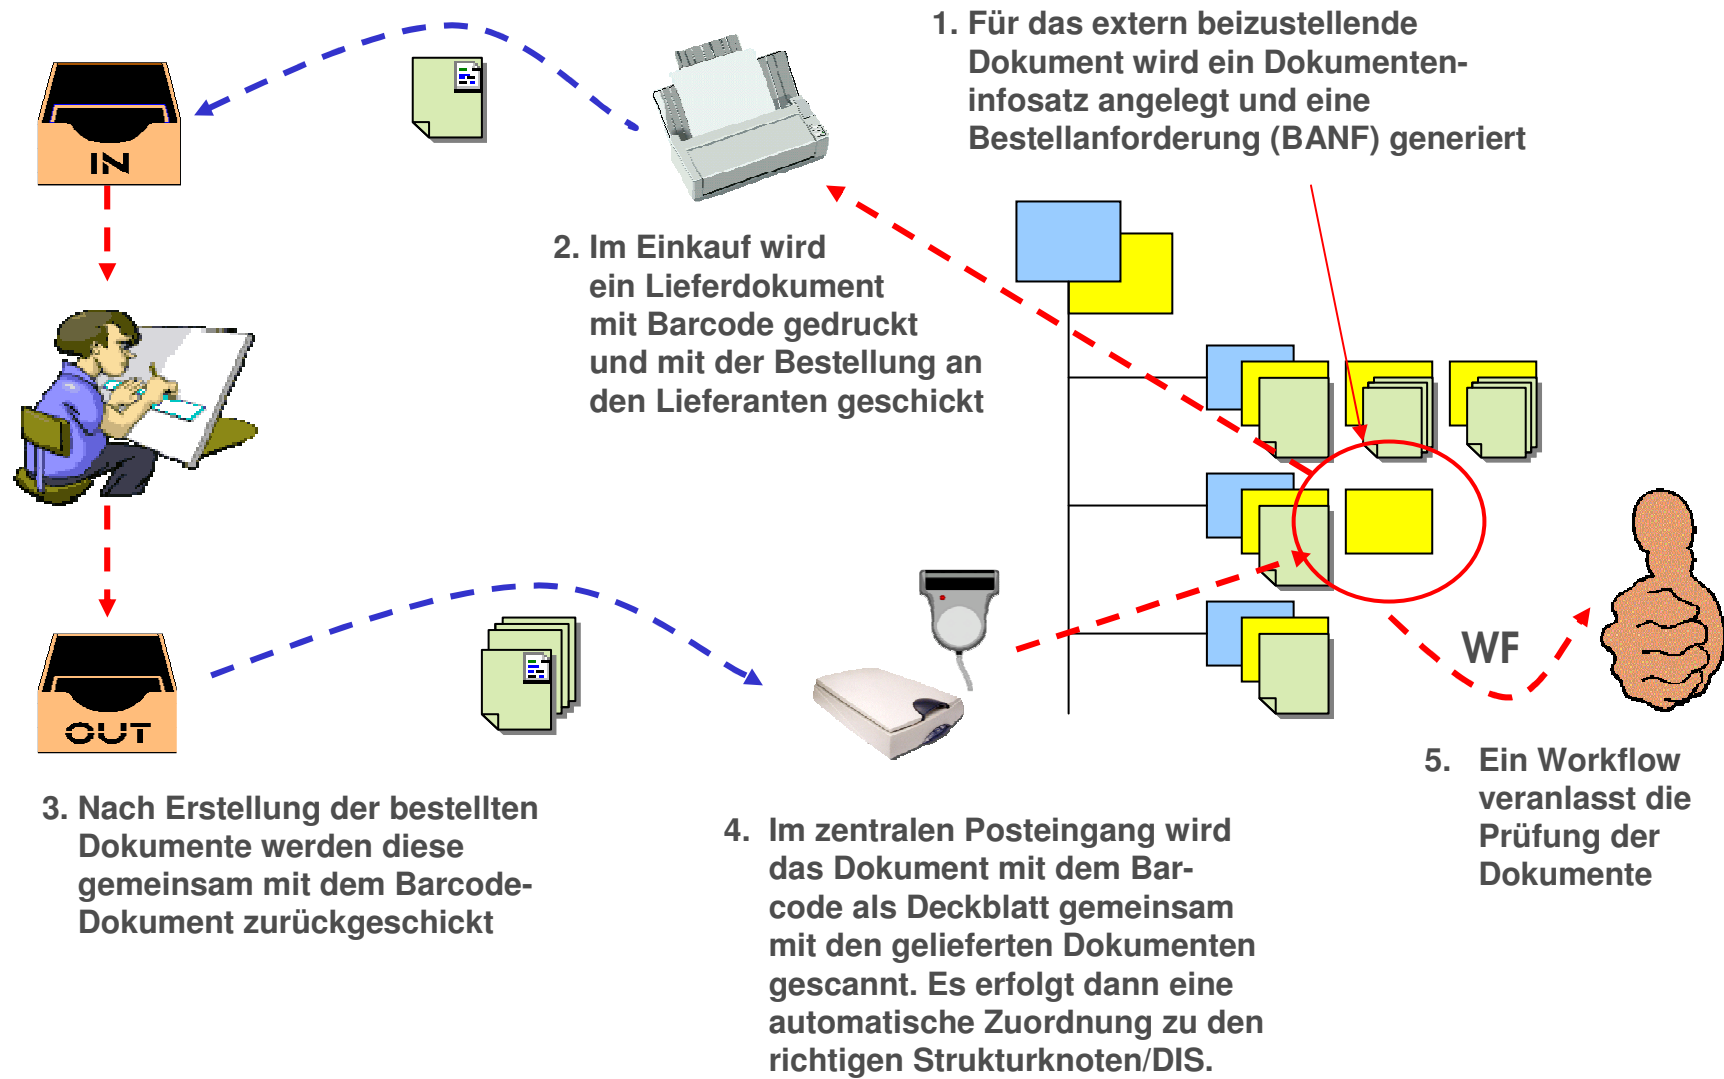 1. Für das extern beizustellende
Dokument wird ein Dokumenten-
infosatz angelegt und eine
Bestellanforderung (BANF) generiert
IN
2. Im Einkauf wird
ein Lieferdokument
mit Barcode gedruckt
und mit der Bestellung an
den Lieferanten geschickt
WF
OUT
3. Nach Erstellung der bestellten
Dokumente werden diese
gemeinsam mit dem Barcode-
Dokument zurückgeschickt
4. Im zentralen Posteingang wird
das Dokument mit dem Bar-
code als Deckblatt gemeinsam
mit den gelieferten Dokumenten
gescannt. Es erfolgt dann eine
automatische Zuordnung zu den
richtigen Strukturknoten/DIS.
5. Ein Workflow
veranlasst die
Prüfung der
Dokumente